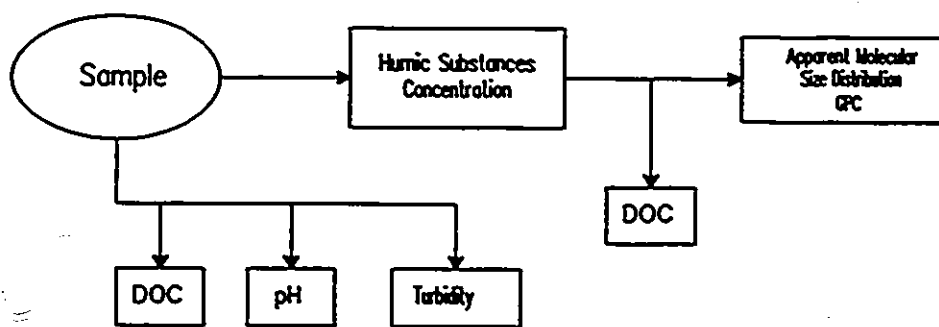 Sample
Humic Substances
Concentration
Apparent Molecular
Size Distribution
GPC
DOC
DOC
pH
Turbidity